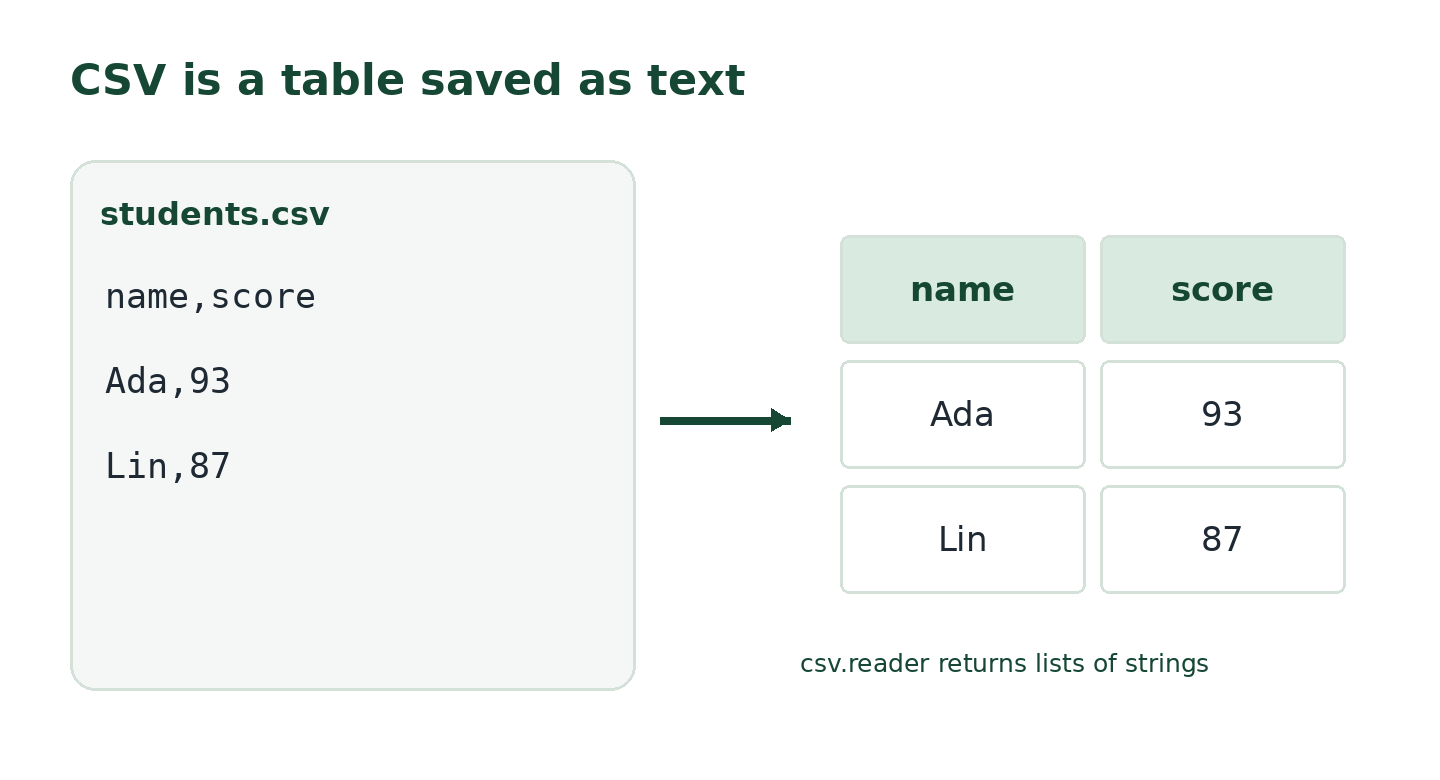 CSV is a table saved as text
students.csv
name,score
Ada,93
Lin,87
name score
Ada 93
Lin 87
csv.reader returns lists of strings